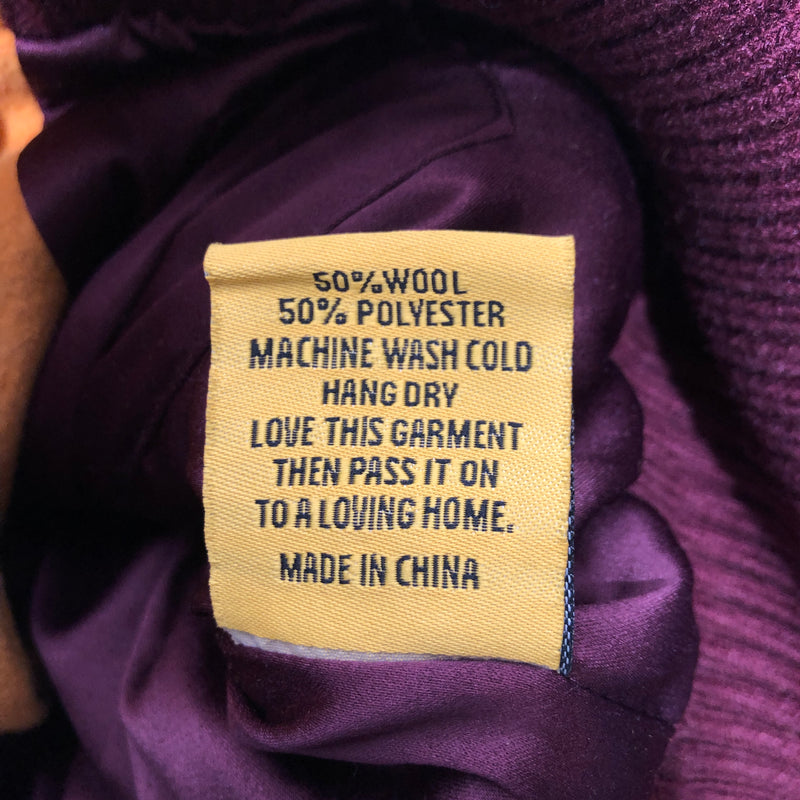 50%WOOL
50% POLYESTER
MACHINE WASH COLD
HANG DRY
LOVE THIS GARMENT
THEN PASS IT ON
TO A LOVING HOME.
MADE IN CHINA